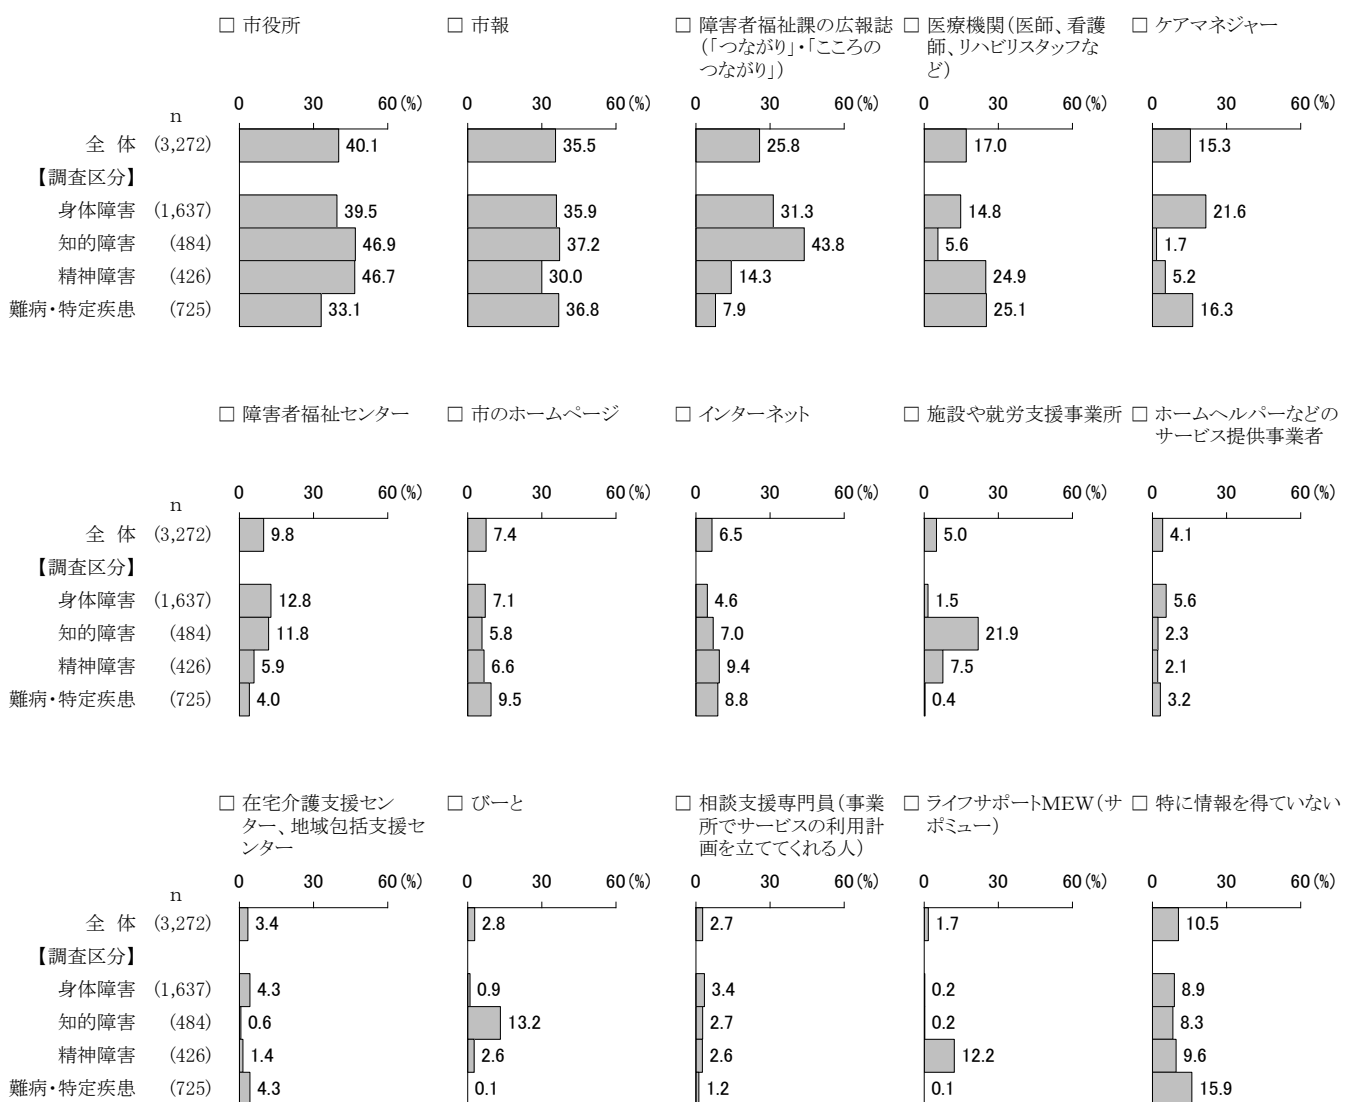 □ 市役所
□ 市報
□ 障害者福祉課の広報誌
(「つながり」・「こころの
つながり」)
□ 医療機関(医師、看護
師、リハビリスタッフな
ど)
□ ケアマネジャー
n
0 30 60(%)
0 30 60(%)
0 30 60(%)
0 30 60(%)
0 30 60(%)
全 体 (3,272) 40.1 35.5 25.8 17.0 15.3
【調査区分】
身体障害 (1,637) 39.5 35.9 31.3 14.8 21.6
知的障害 (484) 46.9 37.2 43.8 5.6 1.7
精神障害 (426) 46.7 30.0 14.3 24.9 5.2
難病・特定疾患 (725) 33.1 36.8 7.9 25.1 16.3
□ 障害者福祉センター
□ 市のホームページ
□ インターネット
□ 施設や就労支援事業所
□ ホームヘルパーなどの
サービス提供事業者
n
0 30 60(%)
0 30 60(%)
0 30 60(%)
0 30 60(%)
0 30 60(%)
全 体 (3,272) 9.8 7.4 6.5 5.0 4.1
【調査区分】
身体障害 (1,637) 12.8 7.1 4.6 1.5 5.6
知的障害 (484) 11.8 5.8 7.0 21.9 2.3
精神障害 (426) 5.9 6.6 9.4 7.5 2.1
難病・特定疾患 (725) 4.0 9.5 8.8 0.4 3.2
□ 在宅介護支援セン
ター、地域包括支援セ
ンター
□ びーと
□ 相談支援専門員(事業
所でサービスの利用計
画を立ててくれる人)
□ ライフサポートMEW(サ
ポミュー)
□ 特に情報を得ていない
n
0 30 60(%)
0 30 60(%)
0 30 60(%)
0 30 60(%)
0 30 60(%)
全 体 (3,272) 3.4 2.8 2.7 1.7 10.5
【調査区分】
身体障害 (1,637) 4.3 0.9 3.4 0.2 8.9
知的障害 (484) 0.6 13.2 2.7 0.2 8.3
精神障害 (426) 1.4 2.6 2.6 12.2 9.6
難病・特定疾患 (725) 4.3 0.1 1.2 0.1 15.9